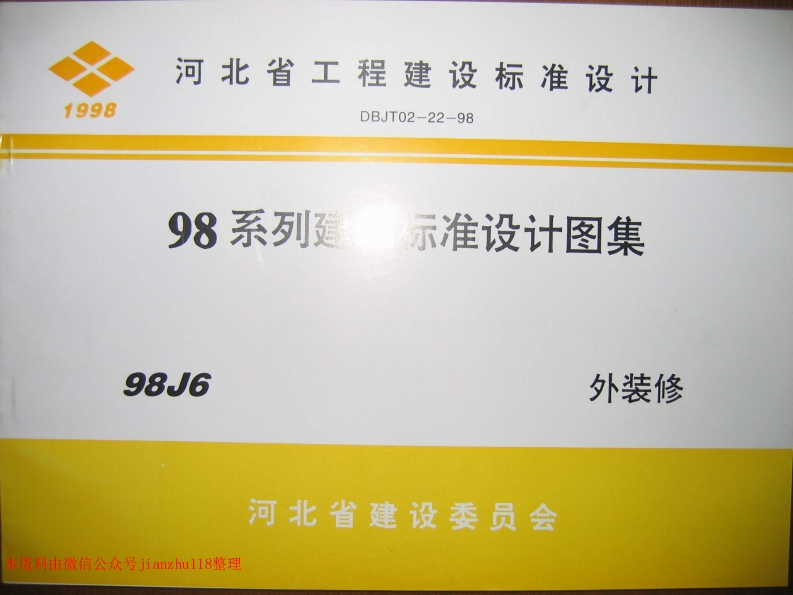 河北省工程建设标准设计
1998
DBJT02-22-98
98系列建 标准设计图集
98J6
外装修
河北省建设委员会
本资料由微信公众号jianzhu118整理